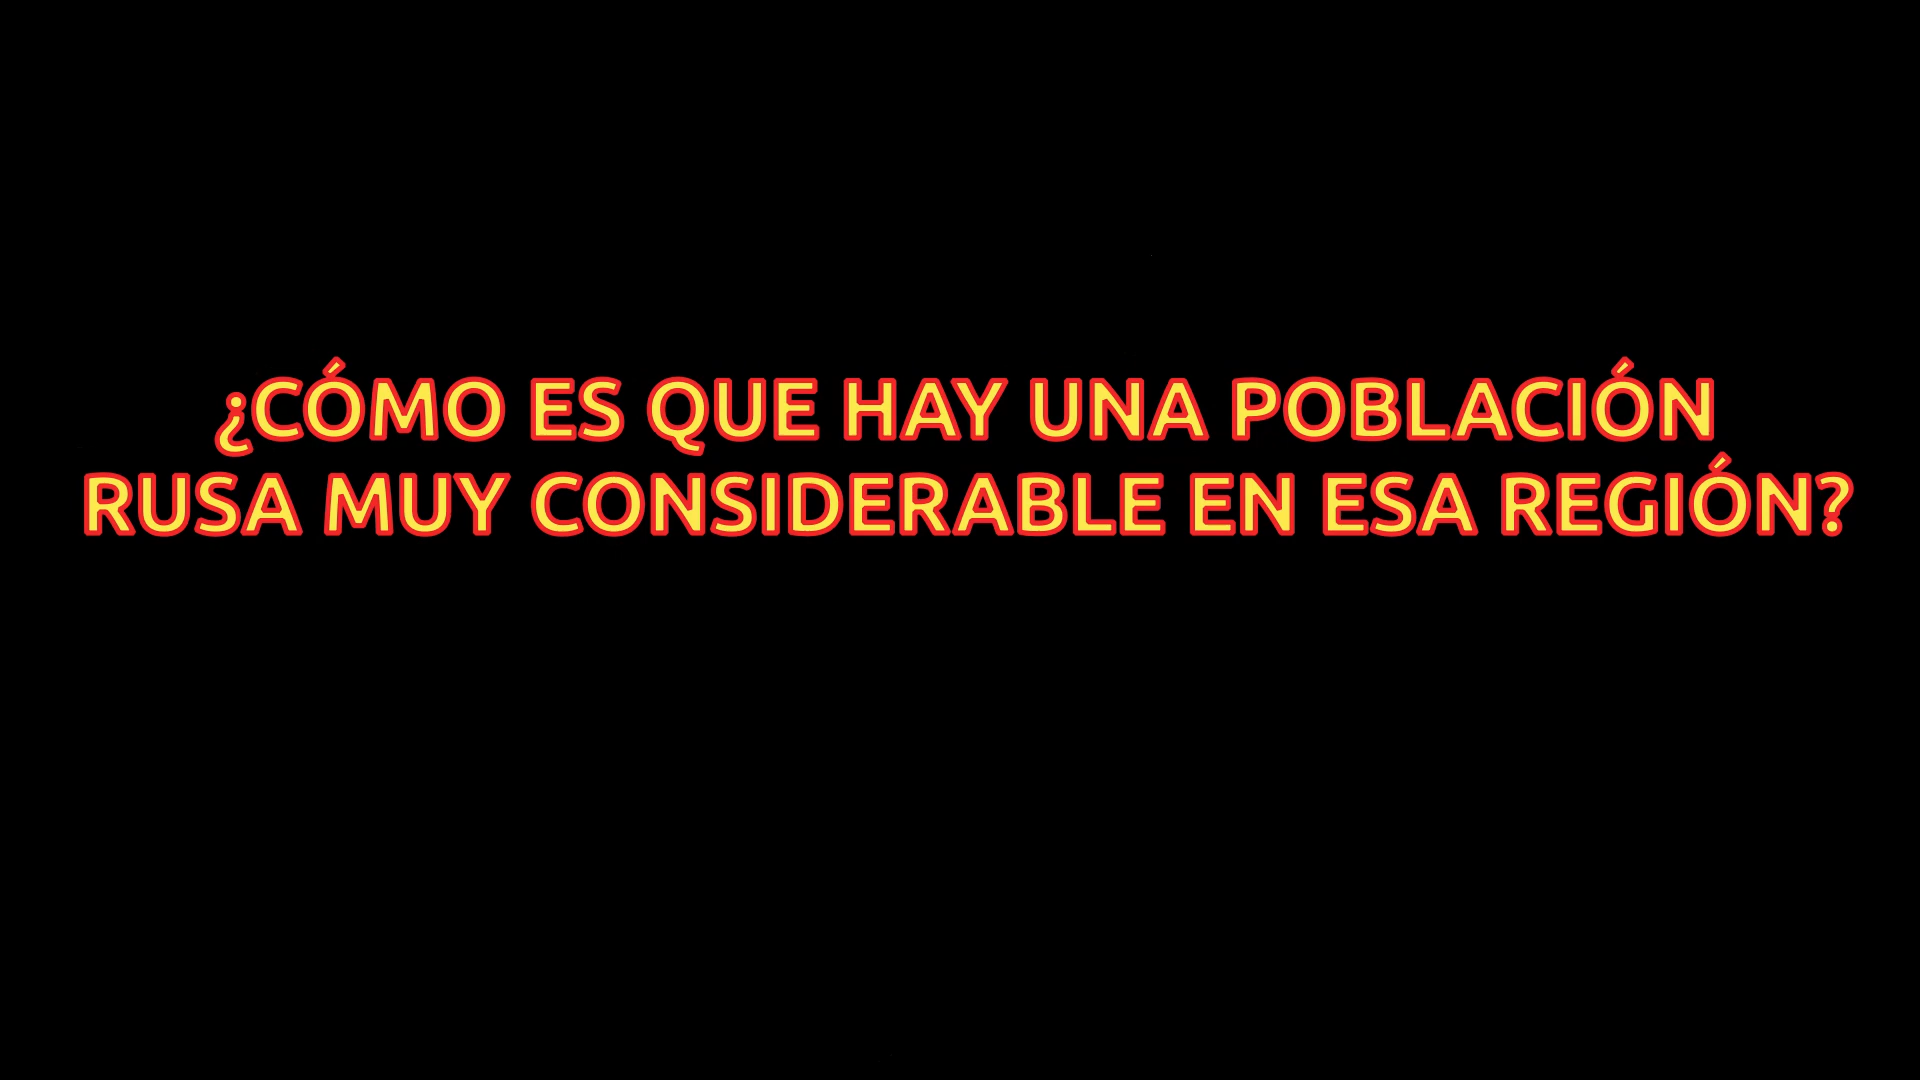 ¿CÓMO ES QUE HAY UNA POBLACIÓN
RUSA MUY CONSIDERABLE EN ESA REGIÓN?